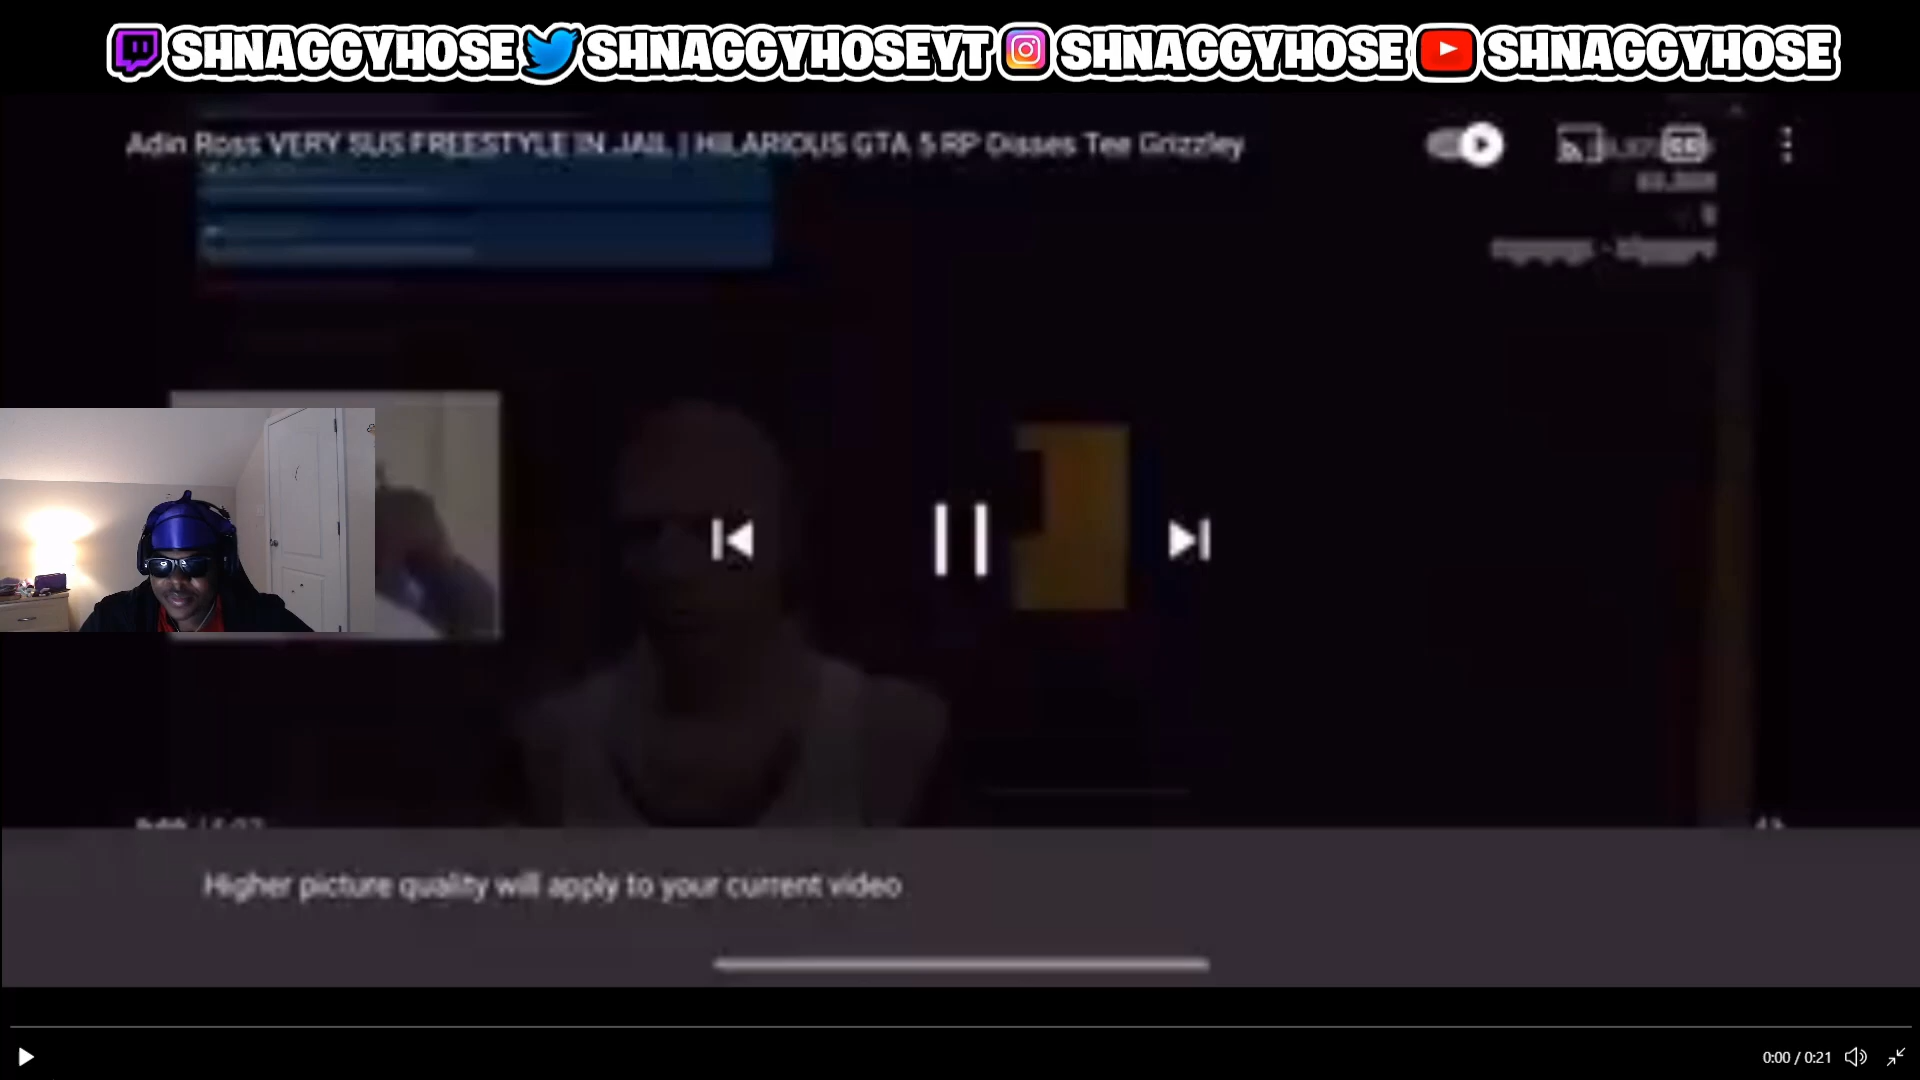 SHNAGGYHOSE SHNAGGYHOSEYT SHNAGGYHOSE SHNAGGYHOSE
Adin Ross VERY SUS FREESTYLE IN JAIL | HILARIOUS GTA 5 RP Disses Tee Grizzley
CC
Higher picture quality will apply to your current video
0:00 / 0:21